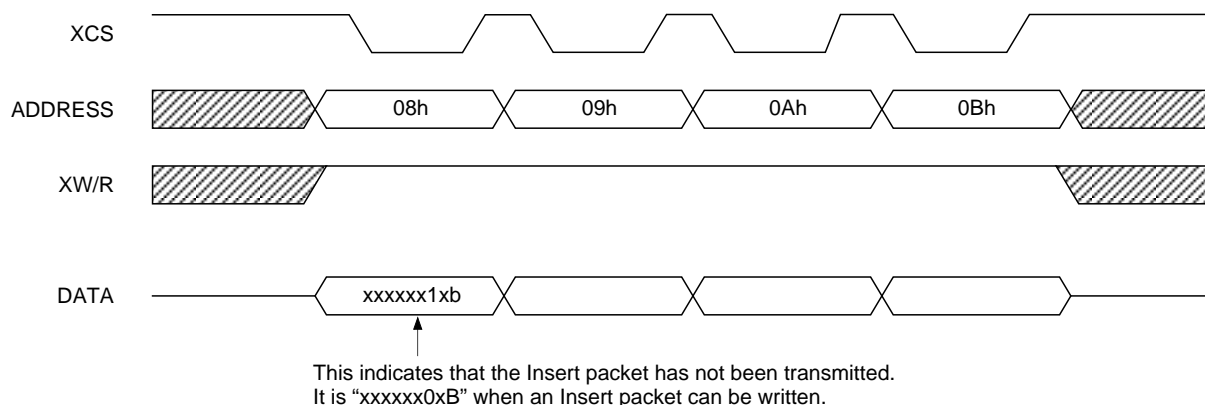 XCS
ADDRESS 08h 09h 0Ah 0Bh
XW/R
DATA xxxxxx1xb
This indicates that the Insert packet has not been transmitted.
It is “xxxxxx0xB” when an Insert packet can be written.